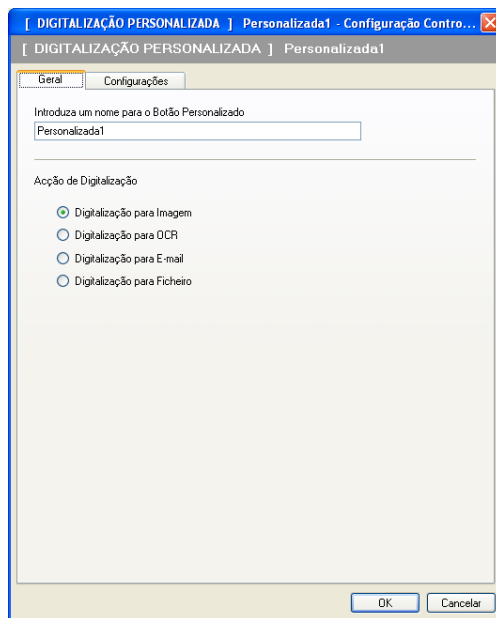 [ DIGITALIZAÇÃO PERSONALIZADA ] Personalizada1 - Configuração Contro...
[ DIGITALIZAÇÃO PERSONALIZADA ] Personalizada1
Geral Configurações
Introduza um nome para o Botão Personalizado
Personalizada1
Acção de Digitalização
Digitalização para Imagem
Digitalização para OCR
Digitalização para E-mail
Digitalização para Ficheiro
OK Cancelar